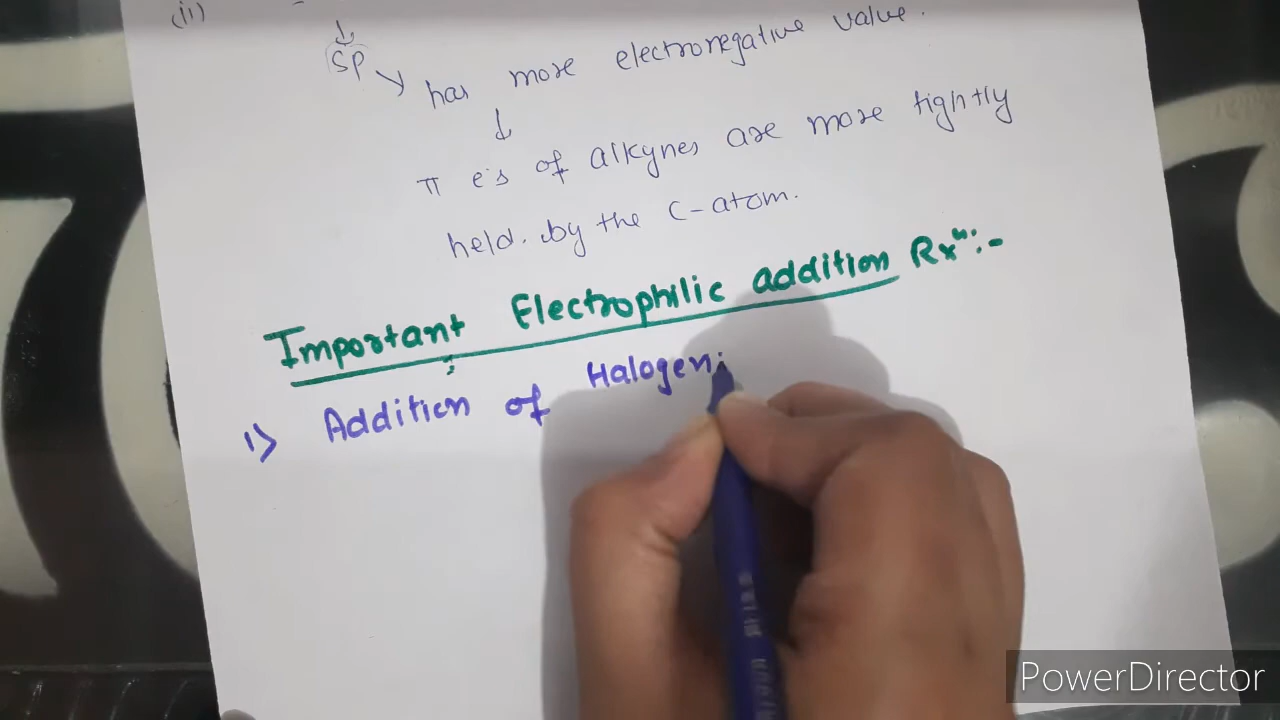 (ii)
↓
SP ↘ has more electronegative value.
↓
π e⁻s of alkynes are more tightly
held by the C-atom.
Important Electrophilic addition Rxⁿ:-
1) Addition of Halogen:
PowerDirector